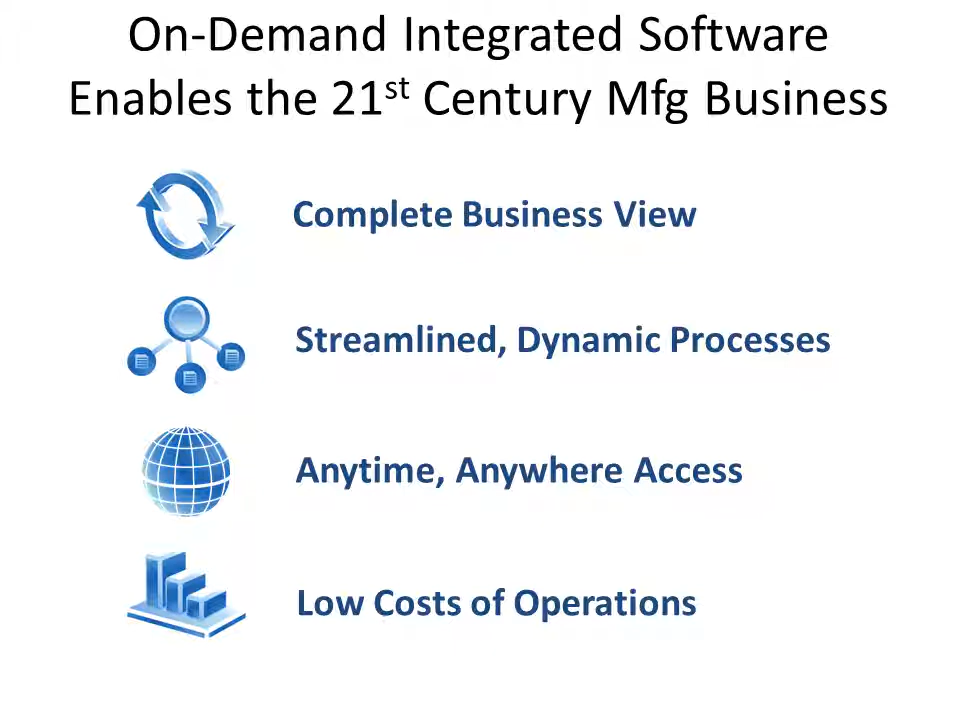 On-Demand Integrated Software
Enables the 21st Century Mfg Business
Complete Business View
Streamlined, Dynamic Processes
Anytime, Anywhere Access
Low Costs of Operations